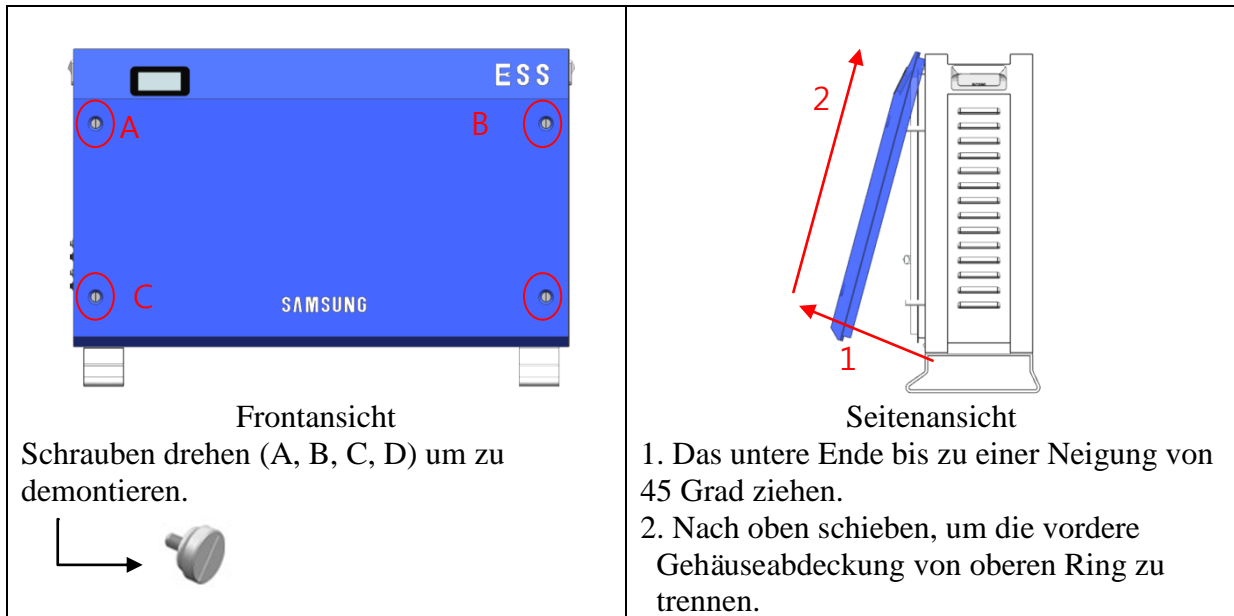 ESS
A
B
C
SAMSUNG
Frontansicht
Schrauben drehen (A, B, C, D) um zu
demontieren.
2
1
Seitenansicht
1. Das untere Ende bis zu einer Neigung von
45 Grad ziehen.
2. Nach oben schieben, um die vordere
Gehäuseabdeckung von oberen Ring zu
trennen.